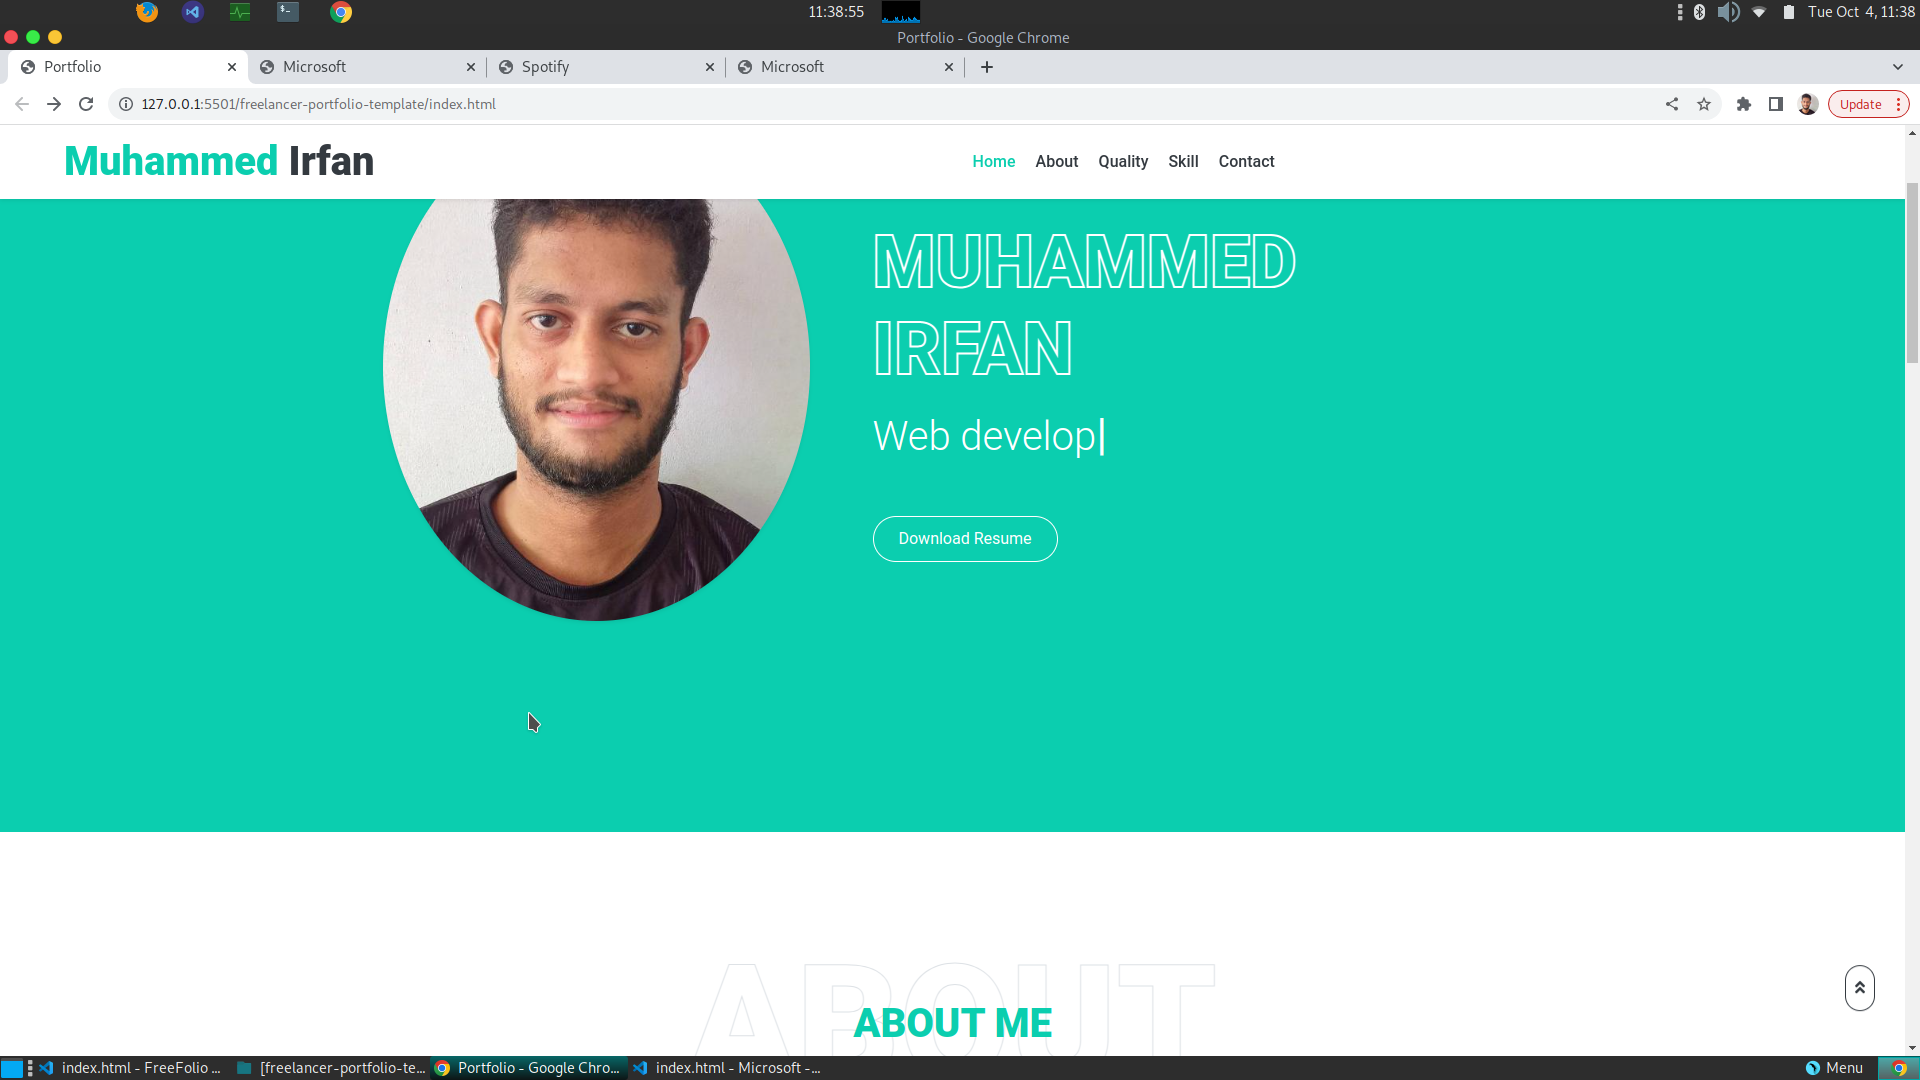 11:38:55
Tue Oct 4, 11:38
Portfolio - Google Chrome
Portfolio
Microsoft
Spotify
Microsoft
127.0.0.1:5501/freelancer-portfolio-template/index.html
Update
Muhammed Irfan
Home
About
Quality
Skill
Contact
MUHAMMED
IRFAN
Web develop
Download Resume
ABOUT
ABOUT ME
index.html - FreeFolio ...
[freelancer-portfolio-te...
Portfolio - Google Chro...
index.html - Microsoft -...
Menu